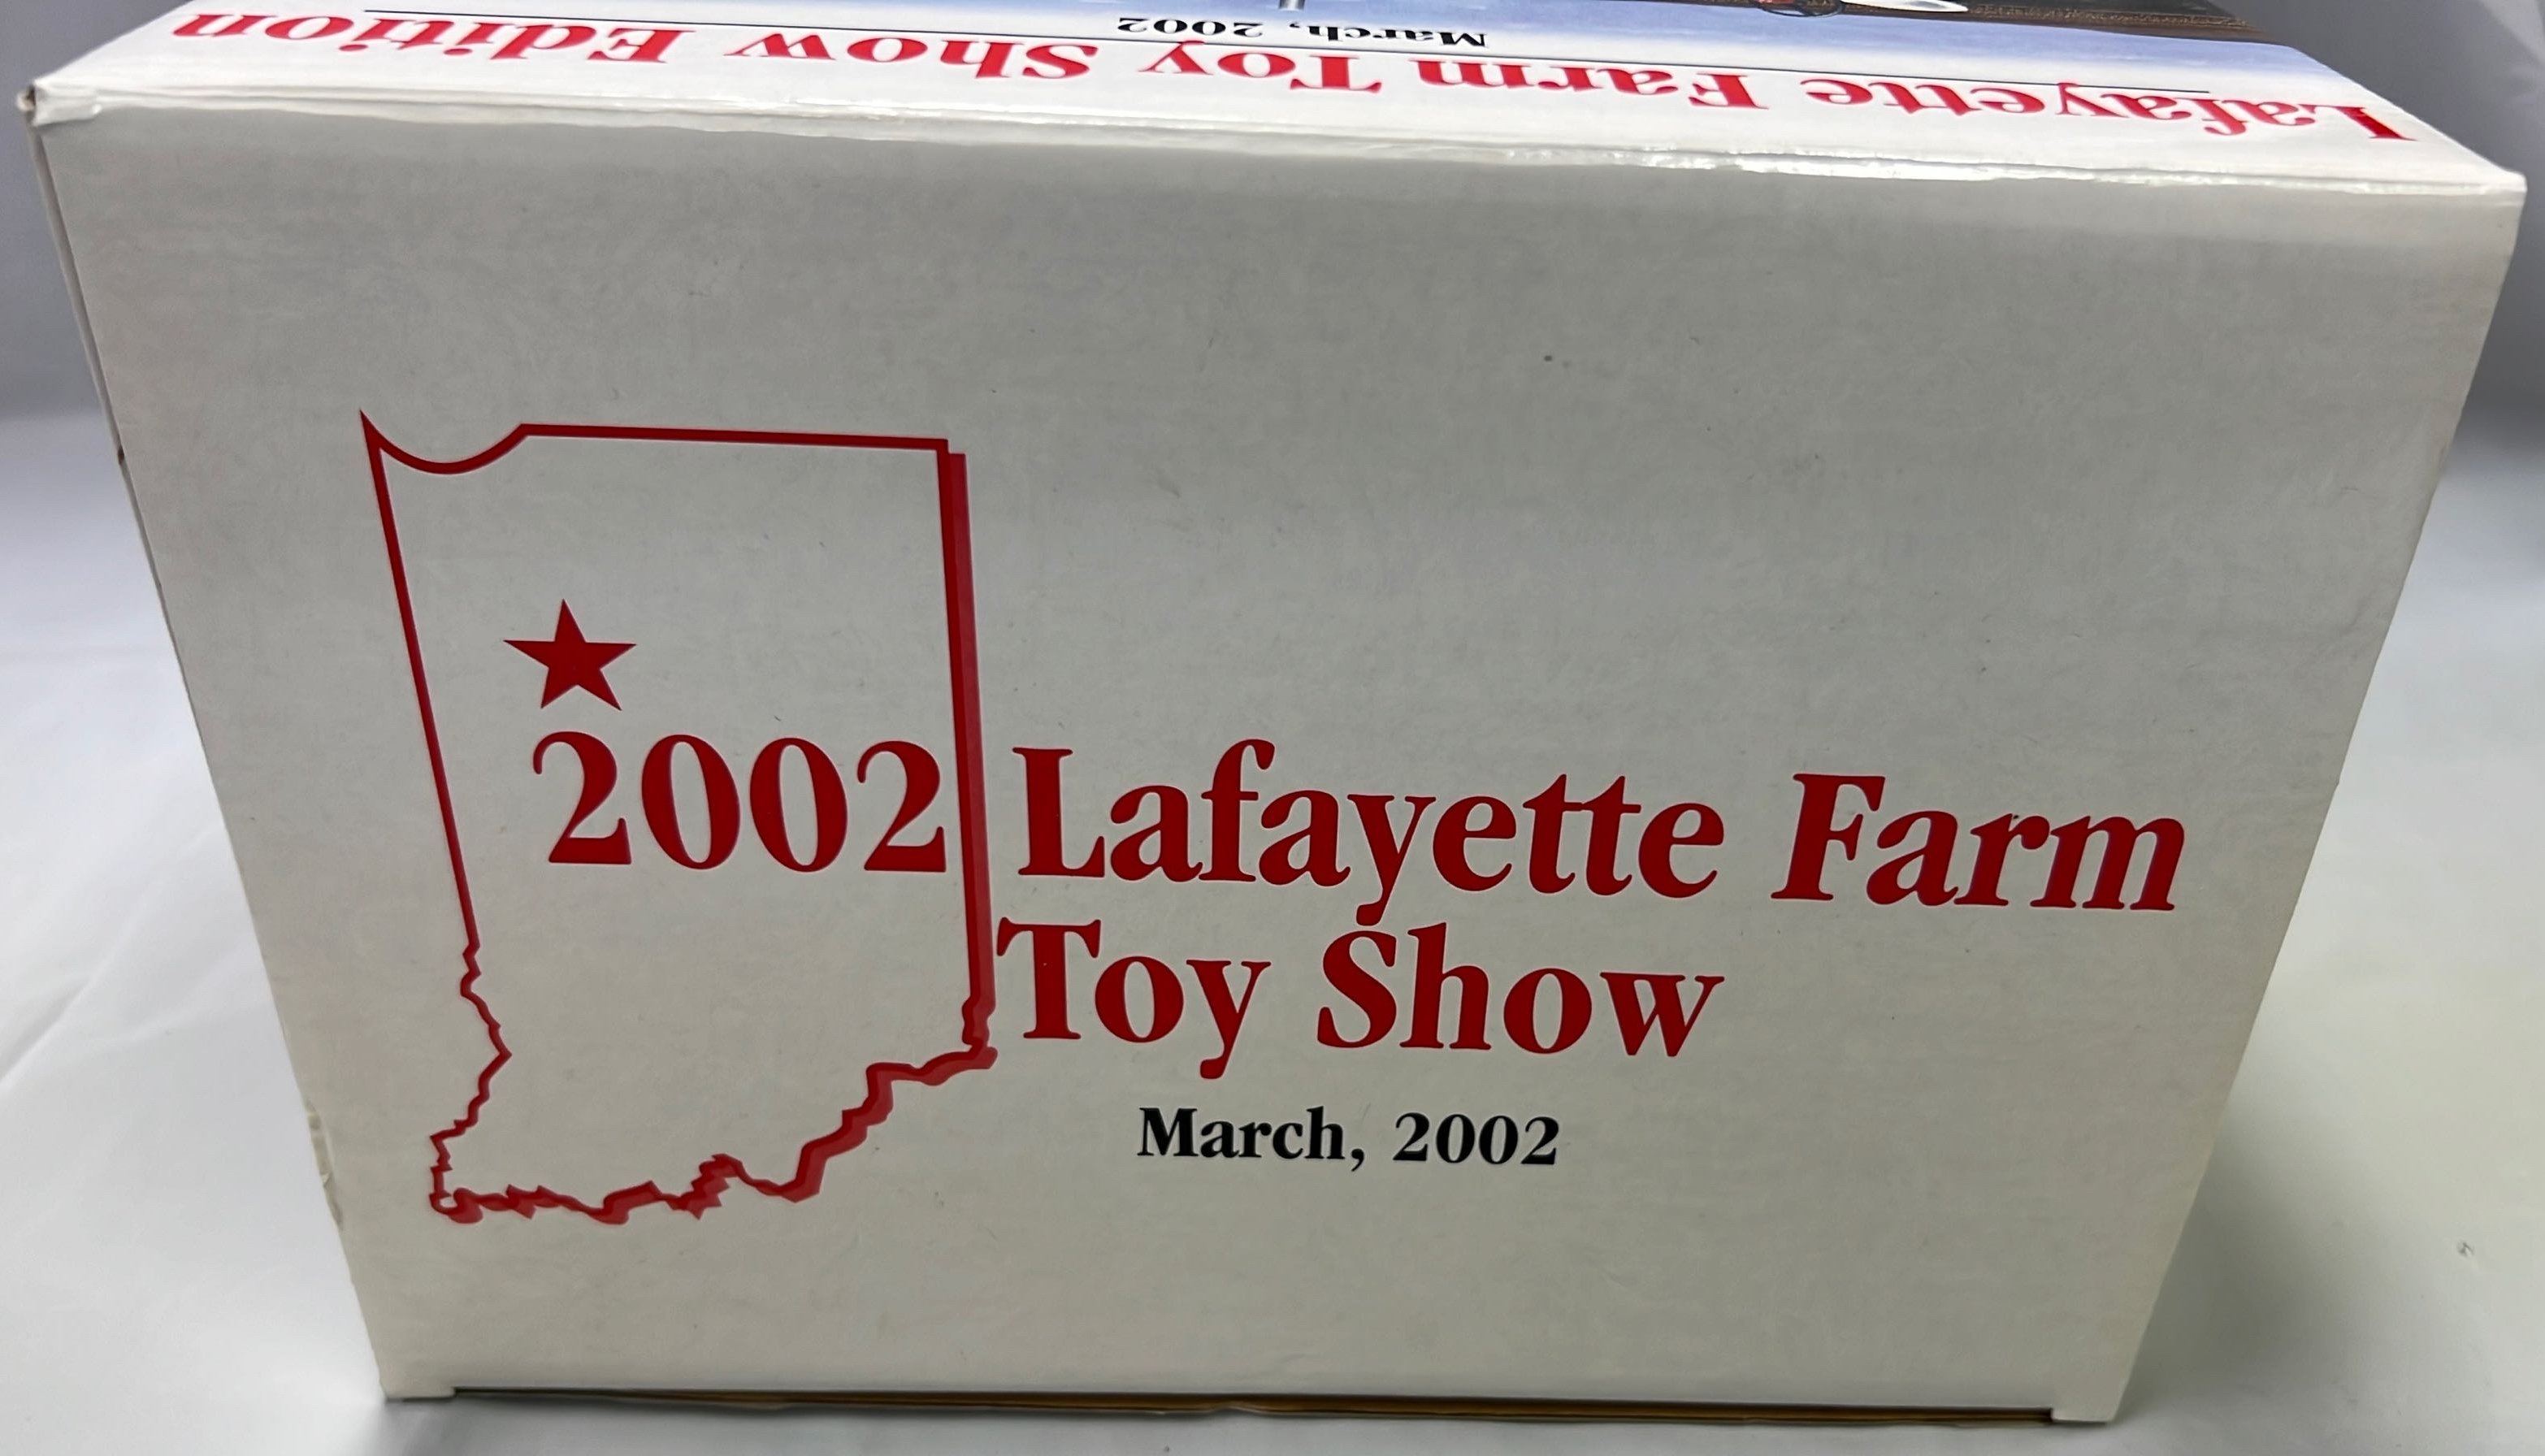 Lafayette Farm Toy Show Edition
March, 2002
2002 Lafayette Farm
Toy Show
March, 2002